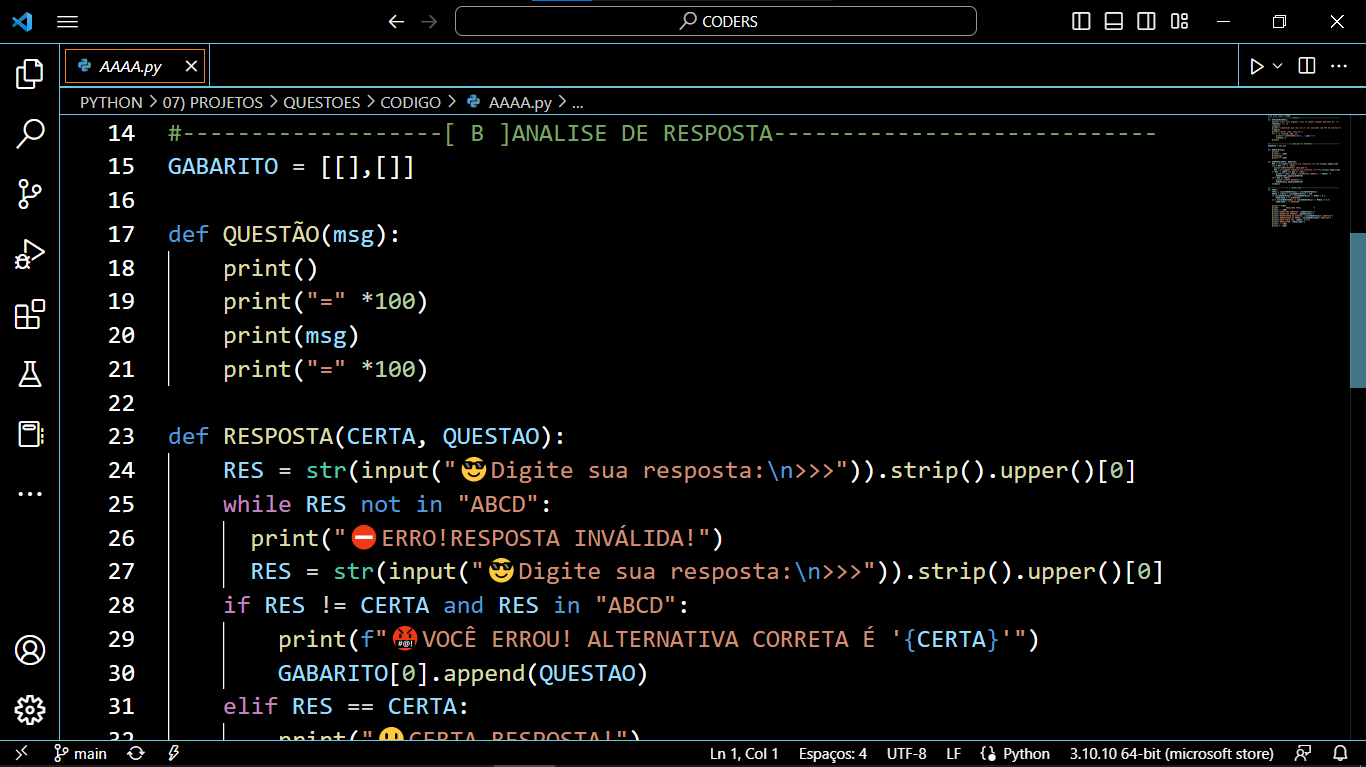 CODERS
AAAA.py
PYTHON > 07) PROJETOS > QUESTOES > CODIGO > AAAA.py > ...
14 #-------------------[ B ]ANALISE DE RESPOSTA----------------------------
15 GABARITO = [[],[]]
16
17 def QUESTÃO(msg):
18 print()
19 print("=" *100)
20 print(msg)
21 print("=" *100)
22
23 def RESPOSTA(CERTA, QUESTAO):
24 RES = str(input("😎Digite sua resposta:\n>>>")).strip().upper()[0]
25 while RES not in "ABCD":
26 print("⛔ERRO!RESPOSTA INVÁLIDA!")
27 RES = str(input("😎Digite sua resposta:\n>>>")).strip().upper()[0]
28 if RES != CERTA and RES in "ABCD":
29 print(f"🤬VOCÊ ERROU! ALTERNATIVA CORRETA É '{CERTA}'")
30 GABARITO[0].append(QUESTAO)
31 elif RES == CERTA:
32 print("😃CERTA RESPOSTA!")
main Ln 1, Col 1 Espaços: 4 UTF-8 LF Python 3.10.10 64-bit (microsoft store)